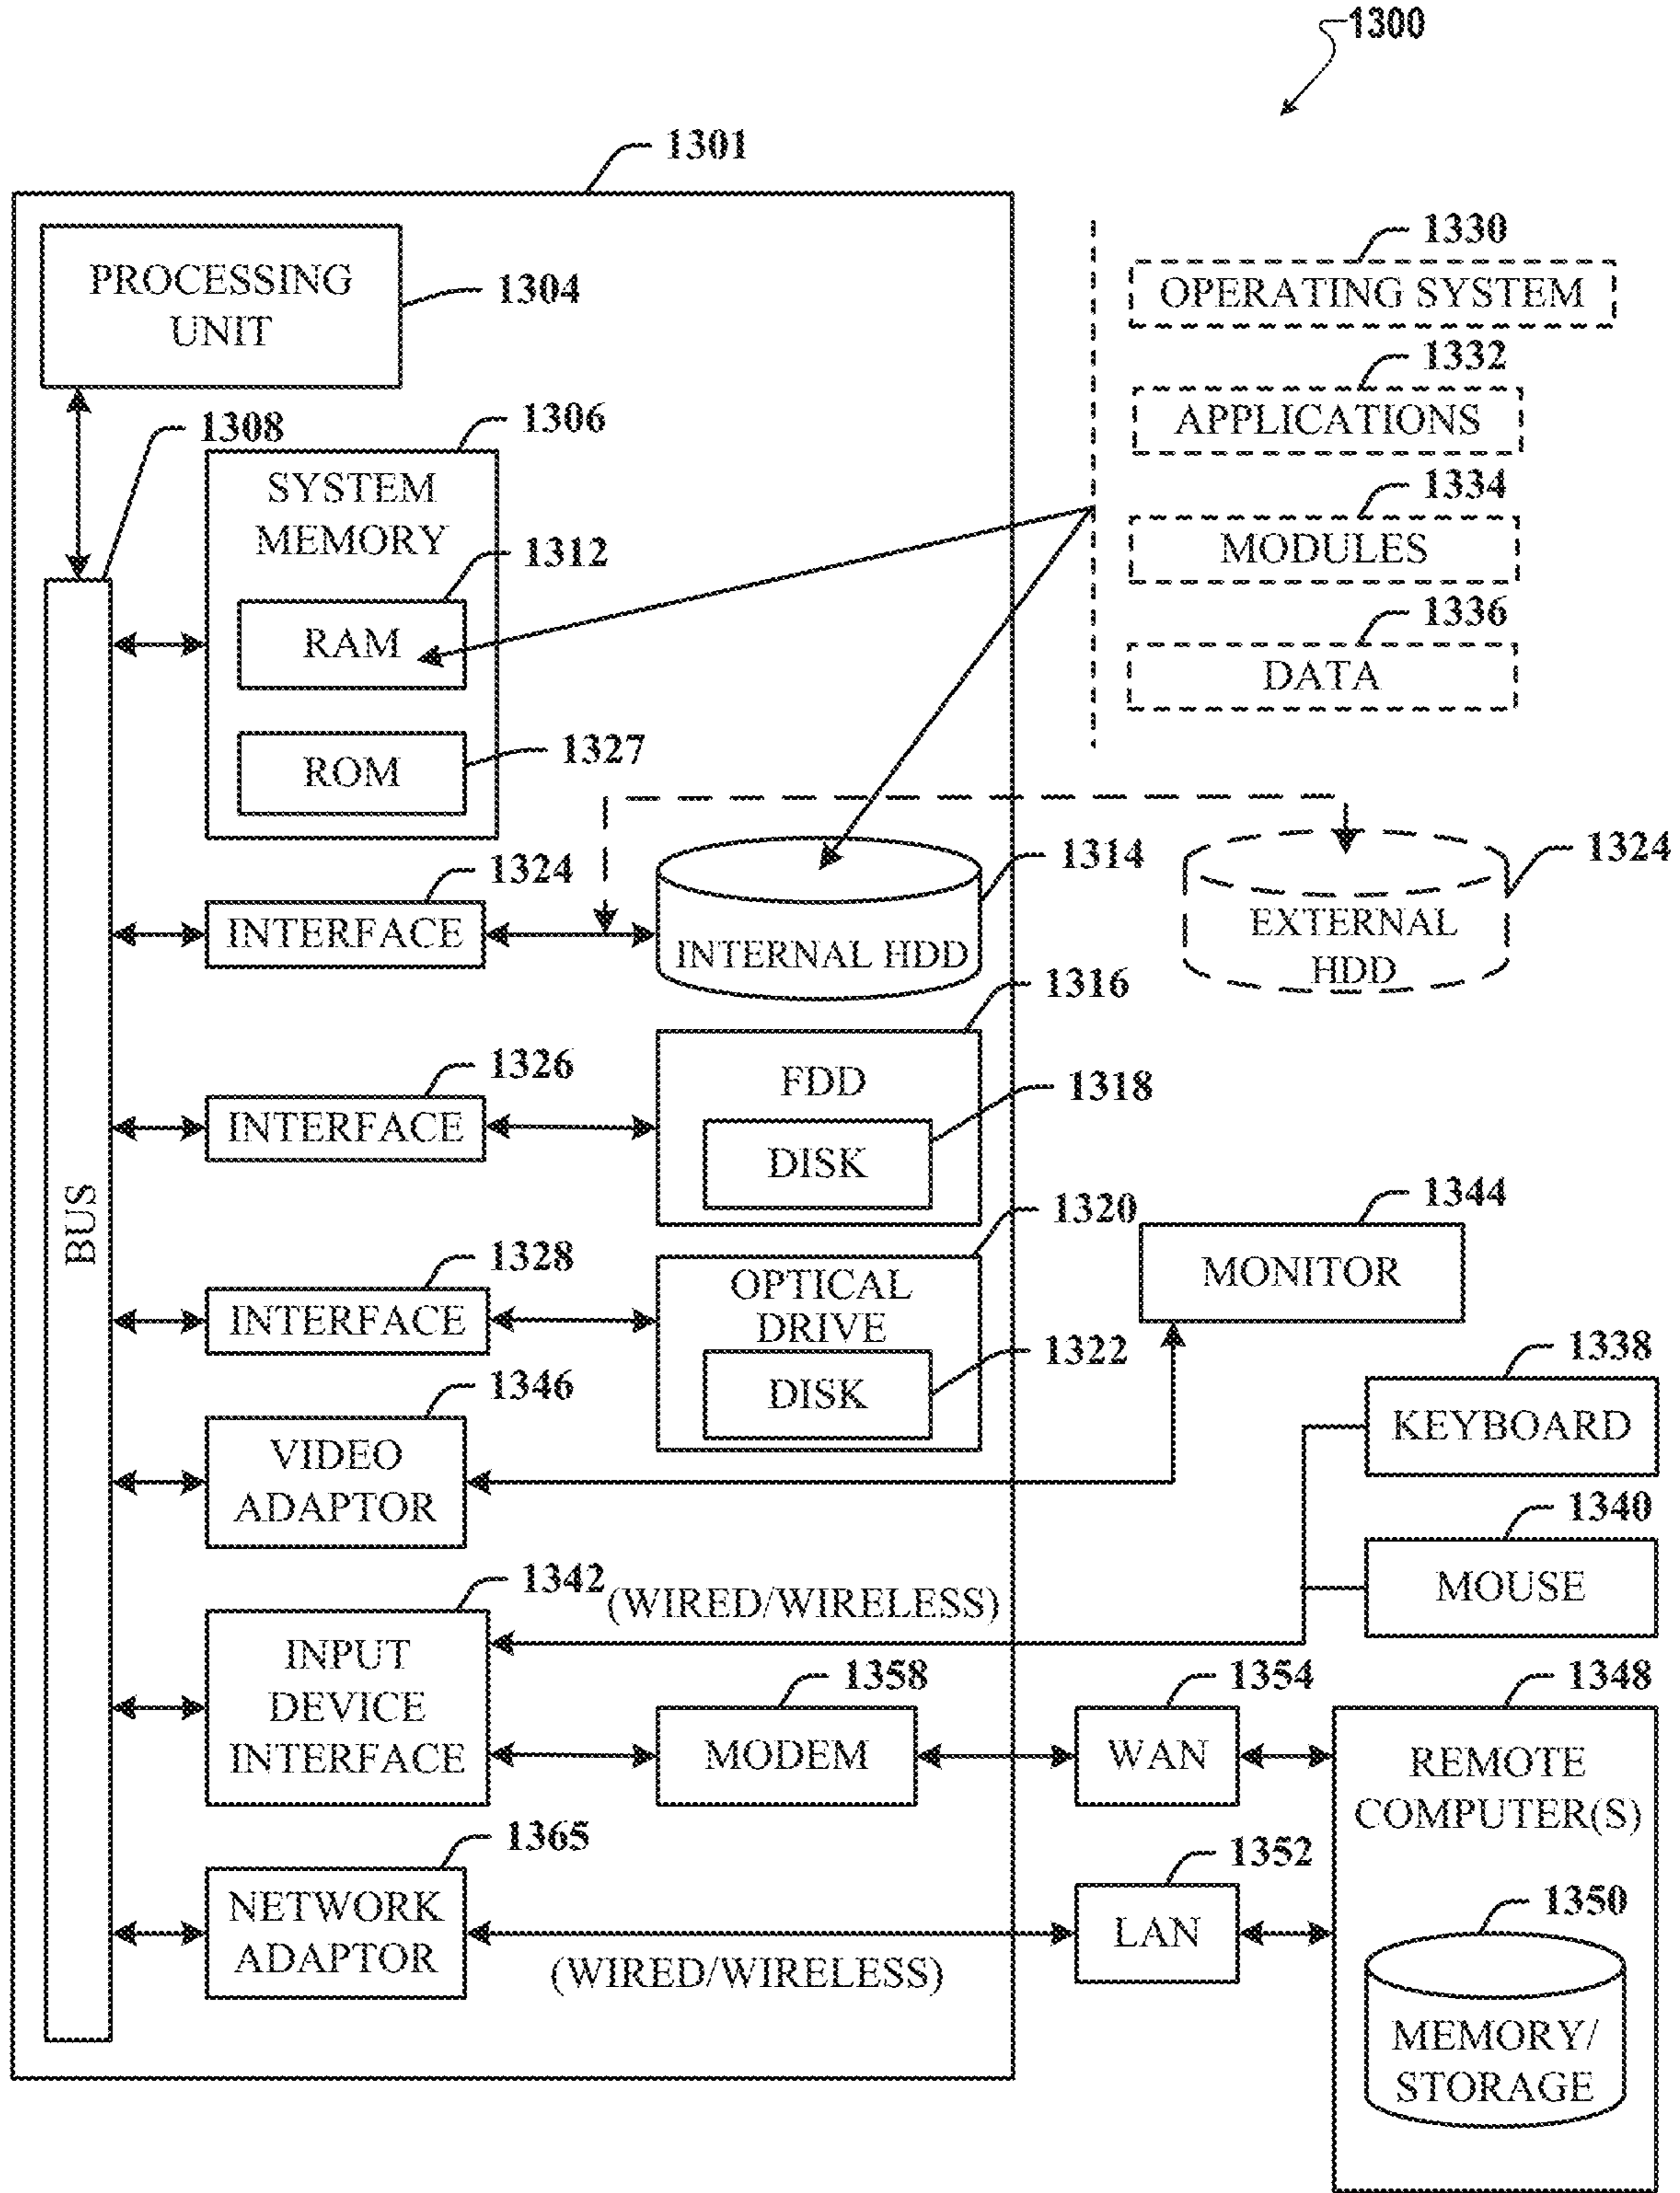 1300
1301
PROCESSING
UNIT
1304
1330
OPERATING SYSTEM
1332
APPLICATIONS
1334
MODULES
1336
DATA
1308
1306
SYSTEM
MEMORY
1312
RAM
1327
ROM
BUS
1324
INTERFACE
1314
INTERNAL HDD
1324
EXTERNAL
HDD
1326
INTERFACE
1316
FDD
1318
DISK
1328
INTERFACE
1320
OPTICAL
DRIVE
1322
DISK
1344
MONITOR
1346
VIDEO
ADAPTOR
1338
KEYBOARD
1340
MOUSE
1342
(WIRED/WIRELESS)
INPUT
DEVICE
INTERFACE
1358
MODEM
1354
WAN
1348
REMOTE
COMPUTER(S)
1365
NETWORK
ADAPTOR
(WIRED/WIRELESS)
1352
LAN
1350
MEMORY/
STORAGE